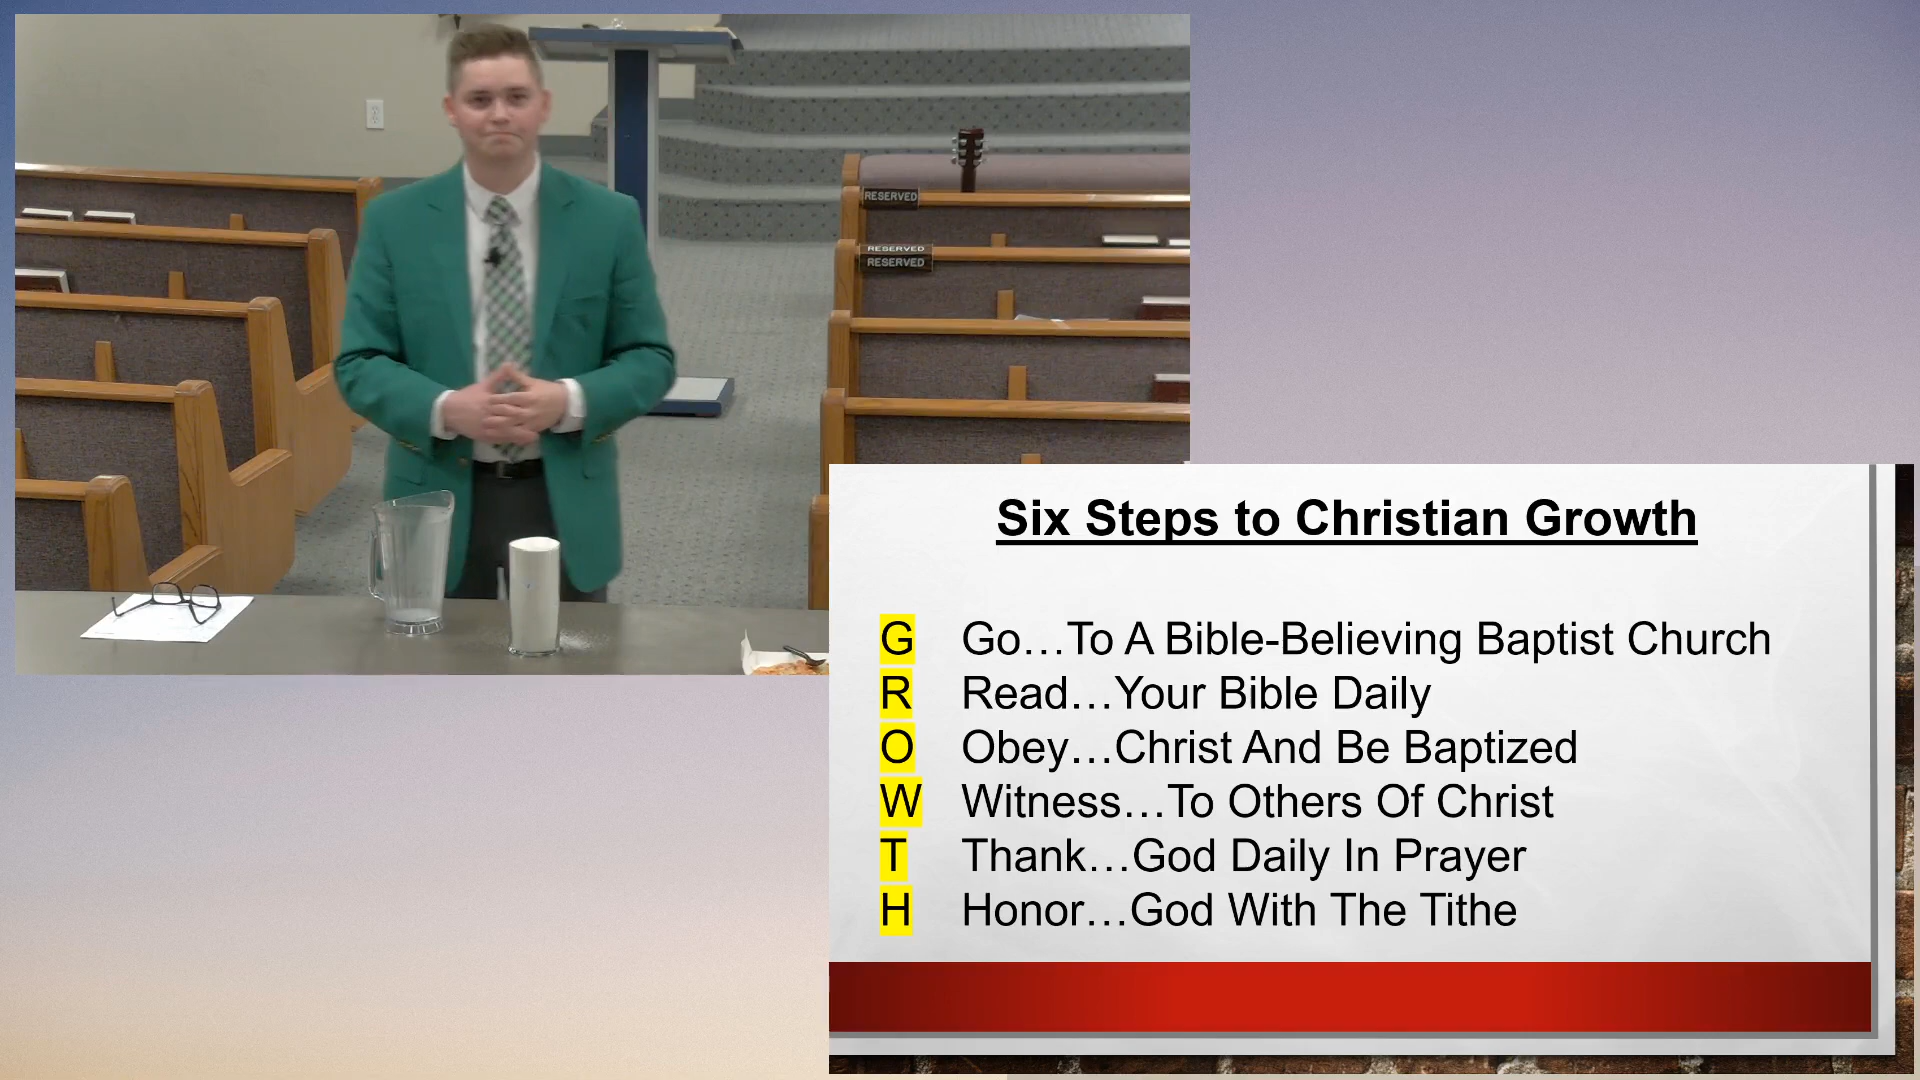 RESERVED
RESERVED
RESERVED
Six Steps to Christian Growth
G Go…To A Bible-Believing Baptist Church
R Read…Your Bible Daily
O Obey…Christ And Be Baptized
W Witness…To Others Of Christ
T Thank…God Daily In Prayer
H Honor…God With The Tithe